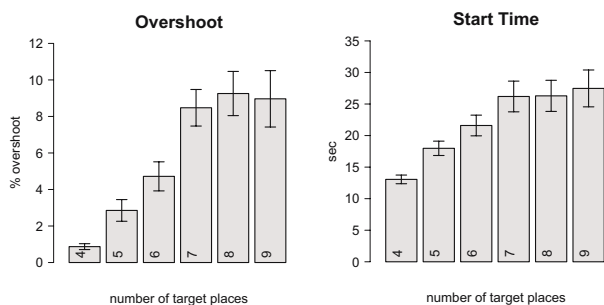 Overshoot
12
10
8
6
4
2
0
% overshoot
4 5 6 7 8 9
number of target places
Start Time
35
30
25
20
15
10
5
0
sec
4 5 6 7 8 9
number of target places